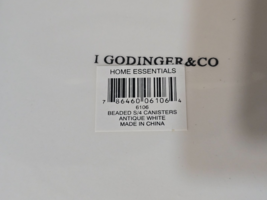 I GODINGER&CO
HOME ESSENTIALS
7 86460 06106 4
6106
BEADED S/4 CANISTERS
ANTIQUE WHITE
MADE IN CHINA